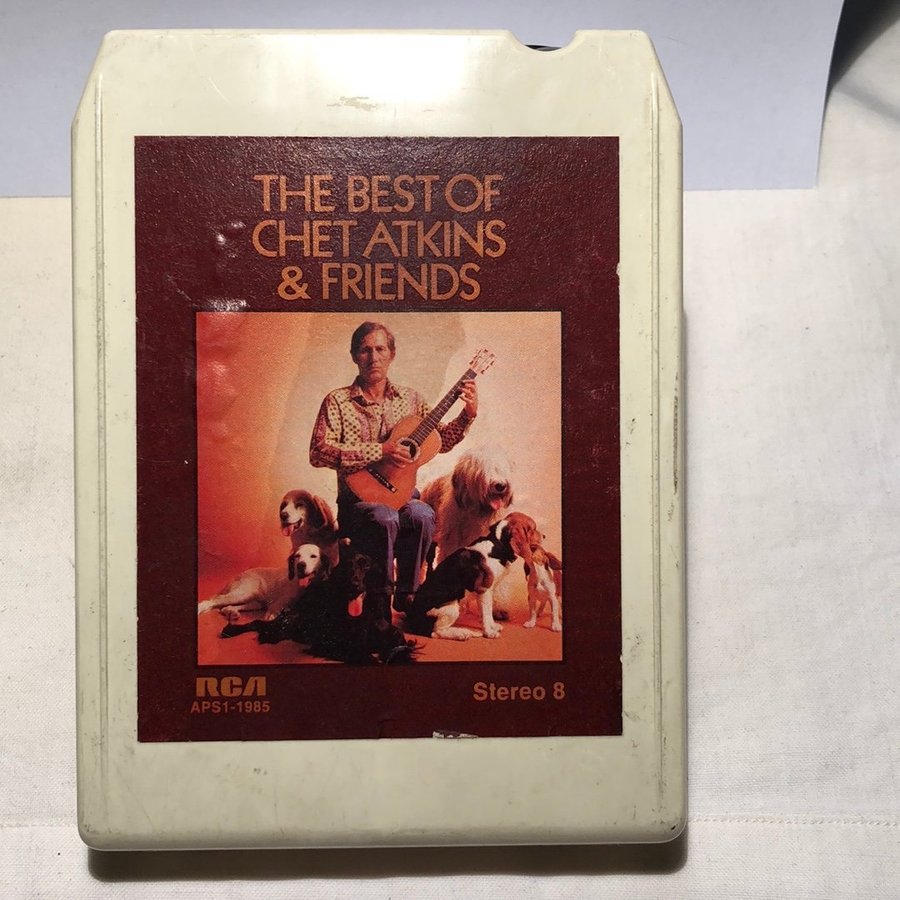 THE BEST OF
CHET ATKINS
& FRIENDS
RCA
APS1-1985
Stereo 8